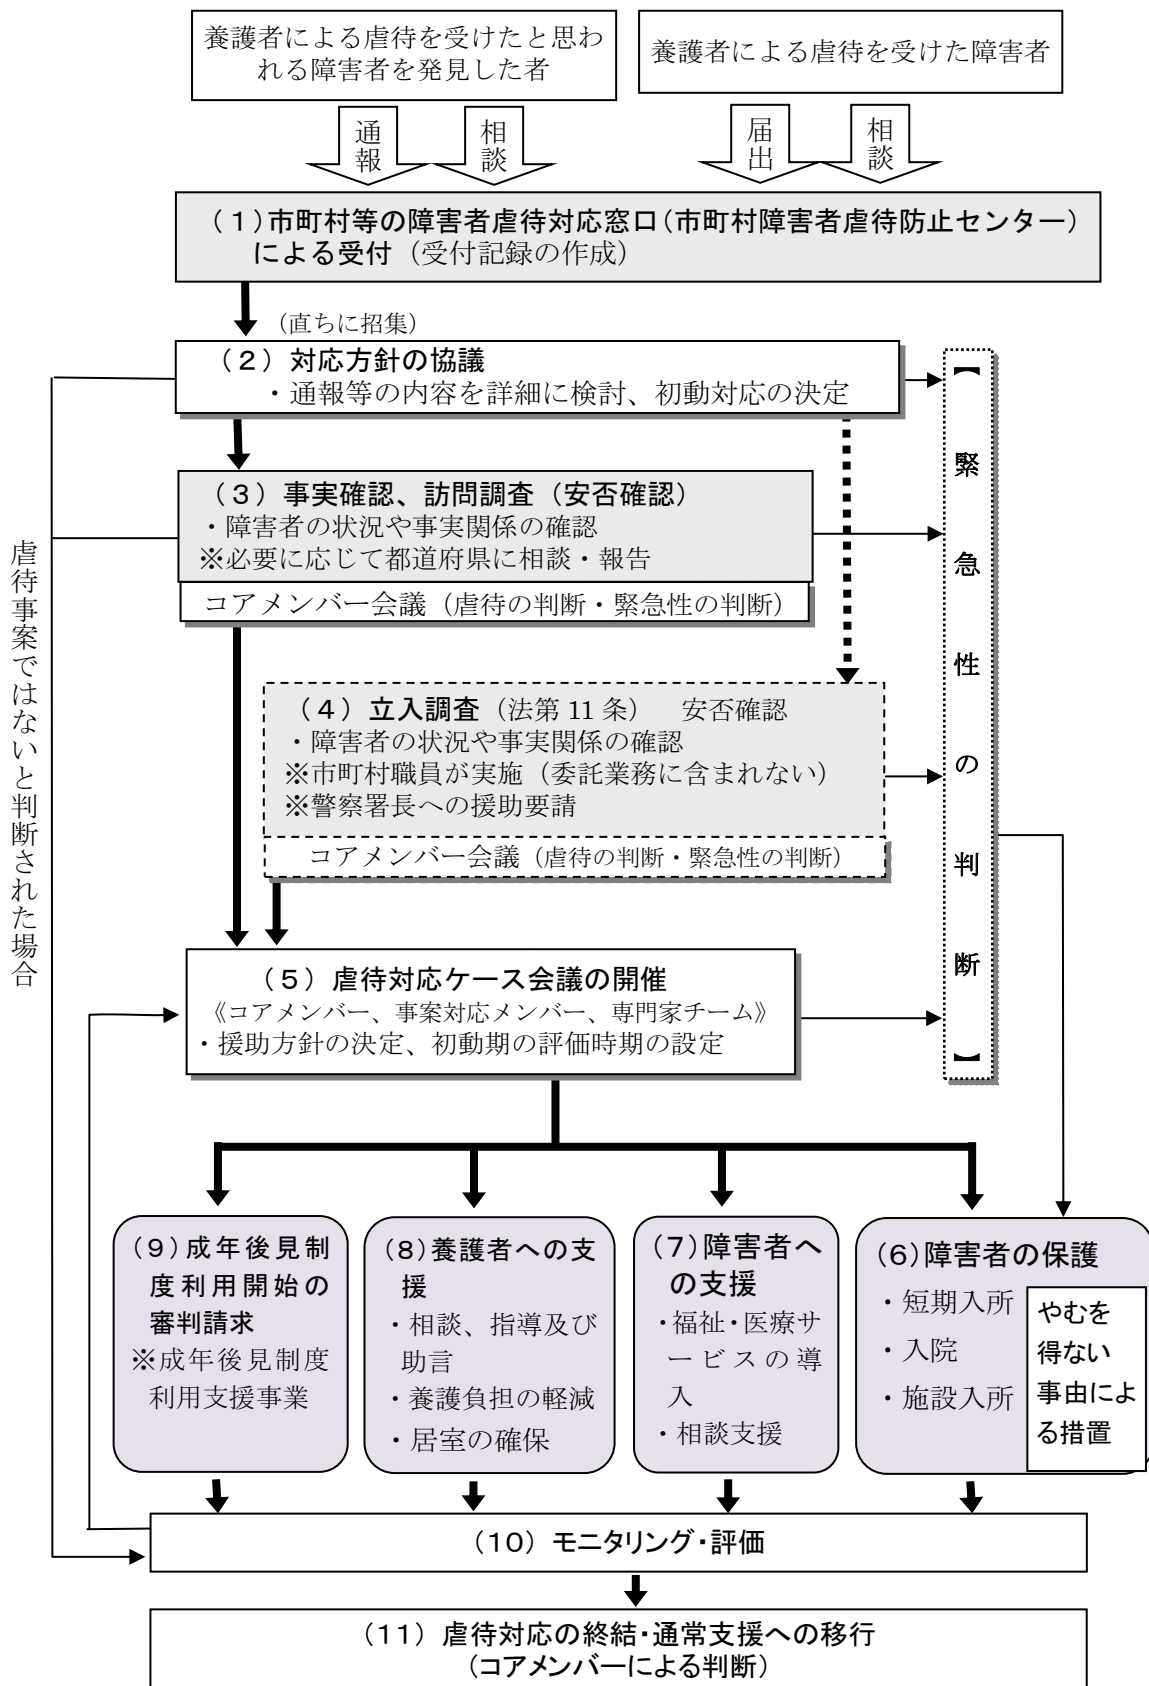 養護者による虐待を受けたと思わ
れる障害者を発見した者
養護者による虐待を受けた障害者
通報
相談
届出
相談
（１）市町村等の障害者虐待対応窓口（市町村障害者虐待防止センター）
による受付（受付記録の作成）
（直ちに招集）
（２）対応方針の協議
・通報等の内容を詳細に検討、初動対応の決定
（３）事実確認、訪問調査（安否確認）
・障害者の状況や事実関係の確認
※必要に応じて都道府県に相談・報告
コアメンバー会議（虐待の判断・緊急性の判断）
（４）立入調査（法第 11 条）　安否確認
・障害者の状況や事実関係の確認
※市町村職員が実施（委託業務に含まれない）
※警察署長への援助要請
コアメンバー会議（虐待の判断・緊急性の判断）
【緊急性の判断】
虐待事案ではないと判断された場合
（５）虐待対応ケース会議の開催
《コアメンバー、事案対応メンバー、専門家チーム》
・援助方針の決定、初動期の評価時期の設定
（９）成年後見制
度利用開始の
審判請求
※成年後見制度
利用支援事業
（８）養護者への支
援
・相談、指導及び
助言
・養護負担の軽減
・居室の確保
（７）障害者へ
の支援
・福祉・医療サ
ービスの導
入
・相談支援
（６）障害者の保護
・短期入所
・入院
・施設入所
やむを
得ない
事由によ
る措置
（１０）モニタリング・評価
（１１）虐待対応の終結・通常支援への移行
（コアメンバーによる判断）